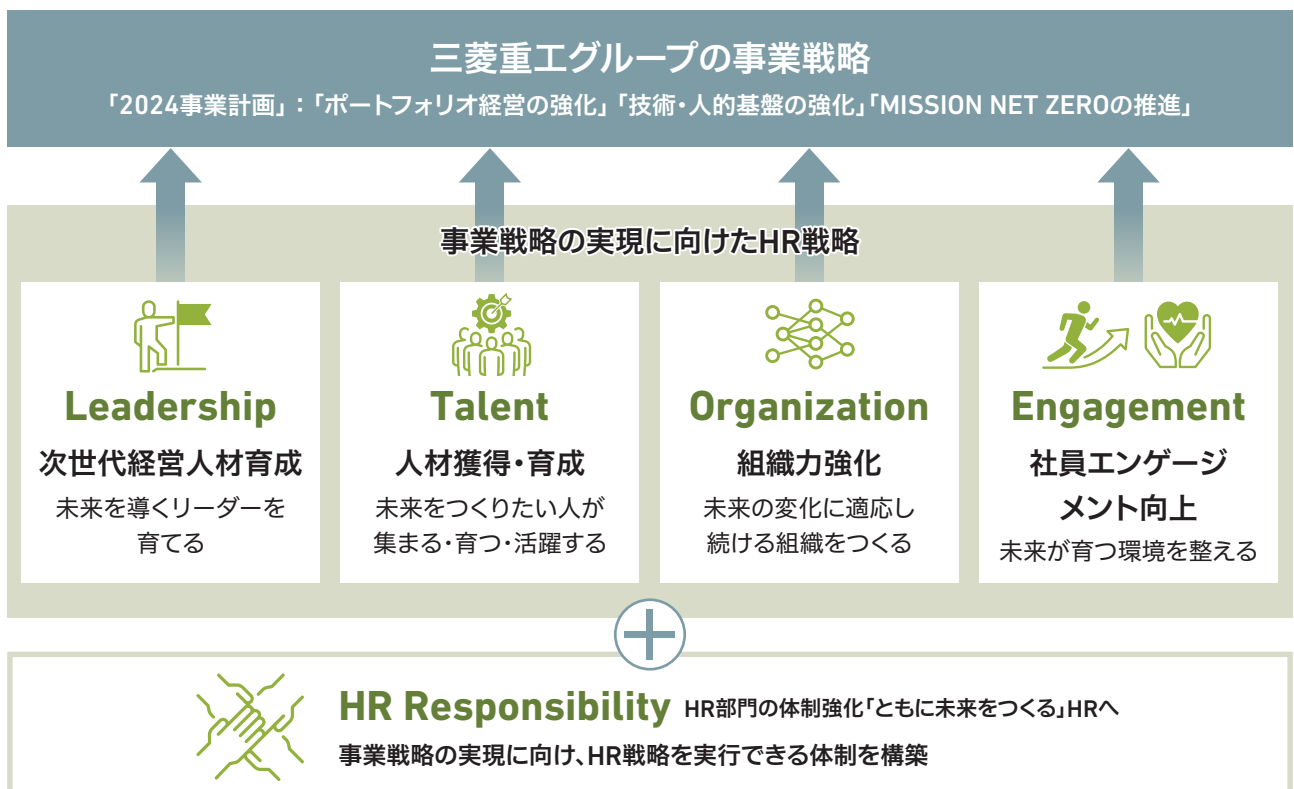 三菱重工グループの事業戦略
「2024事業計画」：「ポートフォリオ経営の強化」「技術・人的基盤の強化」「MISSION NET ZEROの推進」
事業戦略の実現に向けたHR戦略
Leadership
次世代経営人材育成
未来を導くリーダーを
育てる
Talent
人材獲得・育成
未来をつくりたい人が
集まる・育つ・活躍する
Organization
組織力強化
未来の変化に適応し
続ける組織をつくる
Engagement
社員エンゲージ
メント向上
未来が育つ環境を整える
HR Responsibility HR部門の体制強化「ともに未来をつくる」HRへ
事業戦略の実現に向け、HR戦略を実行できる体制を構築